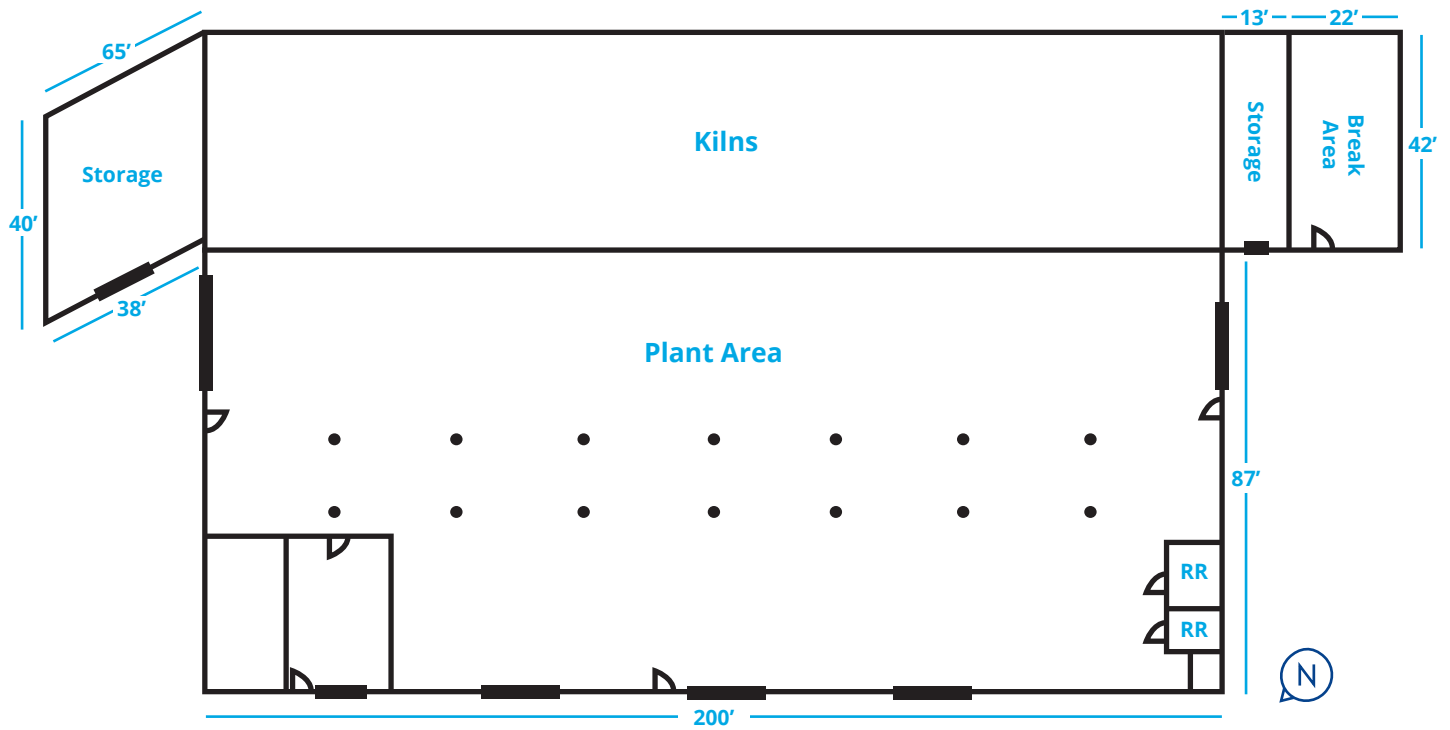 13’
22’
65’
Kilns
Storage
Break
Area
42’
Storage
40’
38’
Plant Area
87’
RR
RR
N
200’